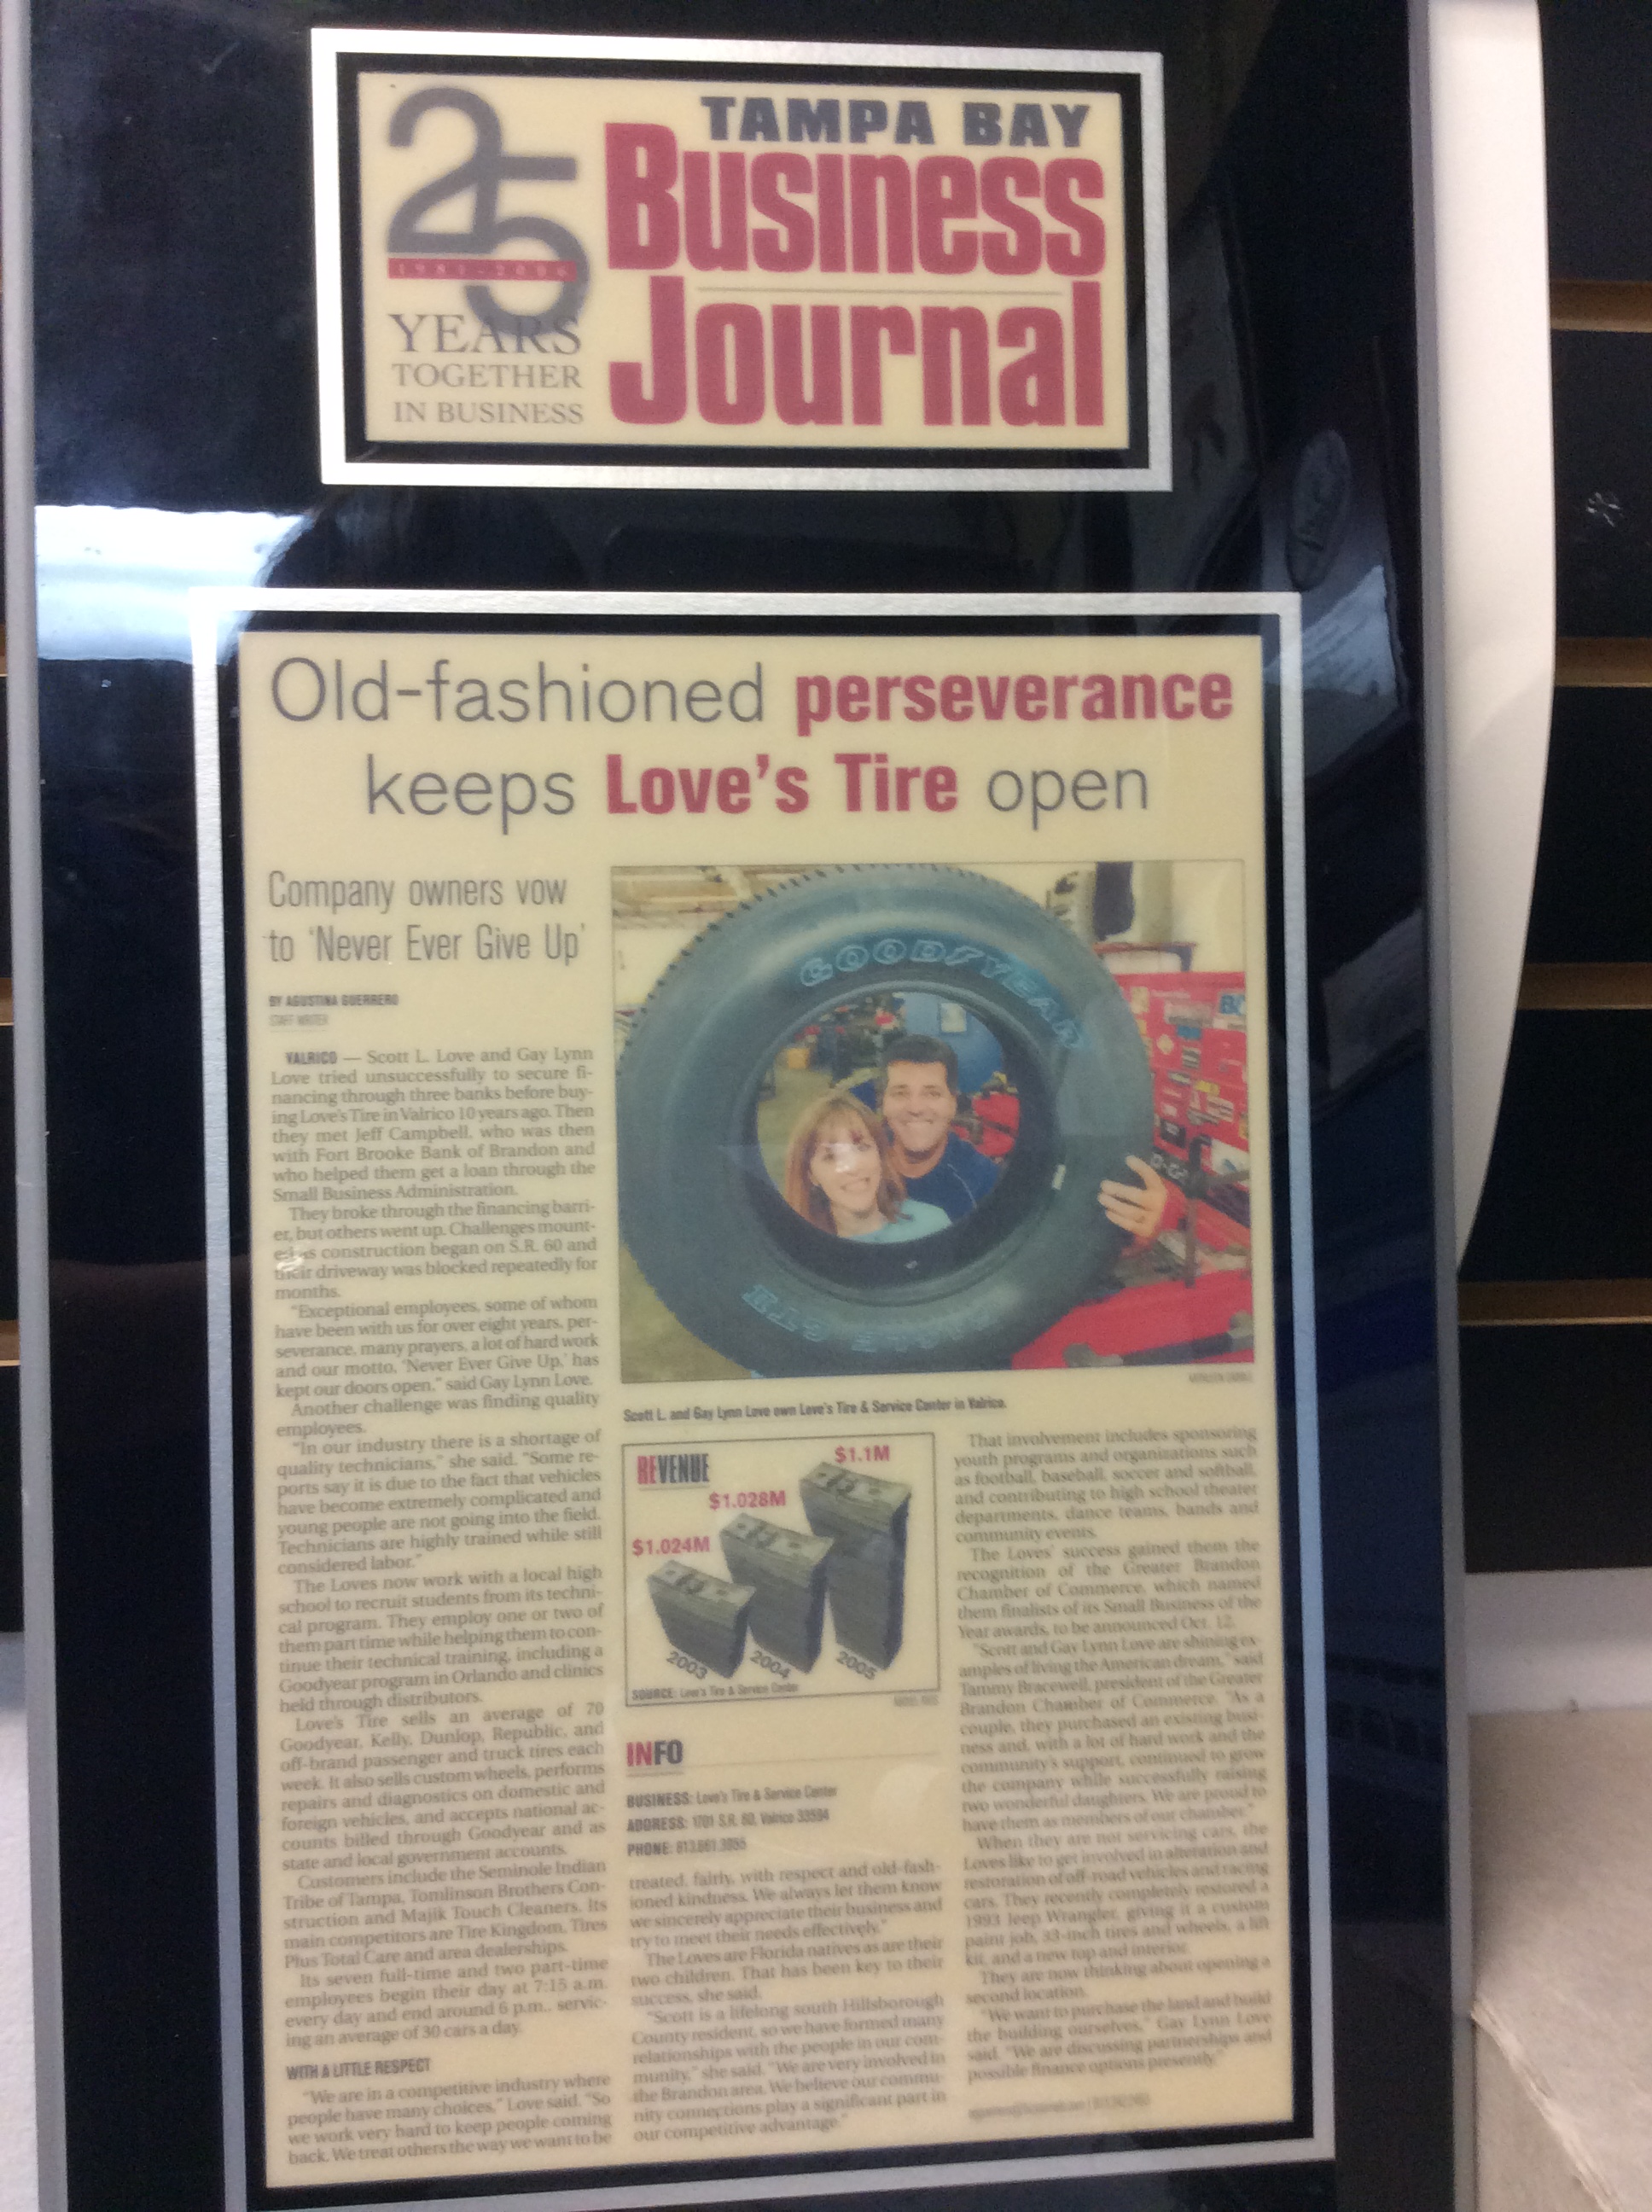 25
1981-2006
YEARS
TOGETHER
IN BUSINESS
TAMPA BAY
Business
Journal
Old-fashioned perseverance
keeps Love's Tire open
Company owners vow
to 'Never Ever Give Up'
BY AGUSTINA GUERRERO
STAFF WRITER
VALRICO — Scott L. Love and Gay Lynn
Love tried unsuccessfully to secure fi-
nancing through three banks before buy-
ing Love's Tire in Valrico 10 years ago. Then
they met Jeff Campbell, who was then
with Fort Brooke Bank of Brandon and
who helped them get a loan through the
Small Business Administration.
They broke through the financing barri-
er, but others went up. Challenges mount-
ed as construction began on S.R. 60 and
their driveway was blocked repeatedly for
months.
"Exceptional employees, some of whom
have been with us for over eight years, per-
severance, many prayers, a lot of hard work
and our motto, 'Never Ever Give Up,' has
kept our doors open," said Gay Lynn Love.
Another challenge was finding quality
employees.
"In our industry there is a shortage of
quality technicians," she said. "Some re-
ports say it is due to the fact that vehicles
have become extremely complicated and
young people are not going into the field.
Technicians are highly trained while still
considered labor."
The Loves now work with a local high
school to recruit students from its techni-
cal program. They employ one or two of
them part time while helping them to con-
tinue their technical training, including a
Goodyear program in Orlando and clinics
held through distributors.
Love's Tire sells an average of 70
Goodyear, Kelly, Dunlop, Republic, and
off-brand passenger and truck tires each
week. It also sells custom wheels, performs
repairs and diagnostics on domestic and
foreign vehicles, and accepts national ac-
counts billed through Goodyear and as
state and local government accounts.
Customers include the Seminole Indian
Tribe of Tampa, Tomlinson Brothers Con-
struction and Majik Touch Cleaners. Its
main competitors are Tire Kingdom, Tires
Plus Total Care and area dealerships.
Its seven full-time and two part-time
employees begin their day at 7:15 a.m.
every day and end around 6 p.m., servic-
ing an average of 30 cars a day.
WITH A LITTLE RESPECT
"We are in a competitive industry where
people have many choices," Love said. "So
we work very hard to keep people coming
back. We treat others the way we want to be
GOODYEAR
Scott L. and Gay Lynn Love own Love's Tire & Service Center in Valrico.
REVENUE
$1.024M
$1.028M
$1.1M
2003
2004
2005
SOURCE: Love's Tire & Service Center
INFO
BUSINESS: Love's Tire & Service Center
ADDRESS: 1701 S.R. 60, Valrico 33594
PHONE:
treated, fairly, with respect and old-fash-
ioned kindness. We always let them know
we sincerely appreciate their business and
try to meet their needs effectively."
The Loves are Florida natives as are their
two children. That has been key to their
success, she said.
"Scott is a lifelong south Hillsborough
County resident, so we have formed many
relationships with the people in our com-
munity," she said. "We are very involved in
the Brandon area. We believe our commu-
nity connections play a significant part in
our competitive advantage."
That involvement includes sponsoring
youth programs and organizations such
as football, baseball, soccer and softball,
and contributing to high school theater
departments, dance teams, bands and
community events.
The Loves' success gained them the
recognition of the Greater Brandon
Chamber of Commerce, which named
them finalists of its Small Business of the
Year awards, to be announced Oct. 12.
"Scott and Gay Lynn Love are shining ex-
amples of living the American dream," said
Tammy Bracewell, president of the Greater
Brandon Chamber of Commerce. "As a
couple, they purchased an existing busi-
ness and, with a lot of hard work and the
community's support, continued to grow
the company while successfully raising
two wonderful daughters. We are proud to
have them as members of our chamber."
When they are not servicing cars, the
Loves like to get involved in alteration and
restoration of off-road vehicles and racing
cars. They recently completely restored a
1993 Jeep Wrangler, giving it a custom
paint job, 33-inch tires and wheels, a lift
kit, and a new top and interior.
They are now thinking about opening a
second location.
"We want to purchase the land and build
the building ourselves," Gay Lynn Love
said. "We are discussing partnerships and
possible finance options presently."